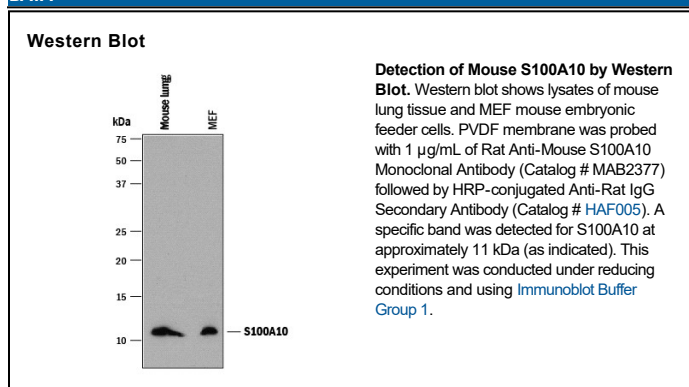 Western Blot
Mouse lung
MEF
kDa
75
50
37
25
20
15
10
S100A10
Detection of Mouse S100A10 by Western
Blot. Western blot shows lysates of mouse
lung tissue and MEF mouse embryonic
feeder cells. PVDF membrane was probed
with 1 µg/mL of Rat Anti-Mouse S100A10
Monoclonal Antibody (Catalog # MAB2377)
followed by HRP-conjugated Anti-Rat IgG
Secondary Antibody (Catalog # HAF005). A
specific band was detected for S100A10 at
approximately 11 kDa (as indicated). This
experiment was conducted under reducing
conditions and using Immunoblot Buffer
Group 1.